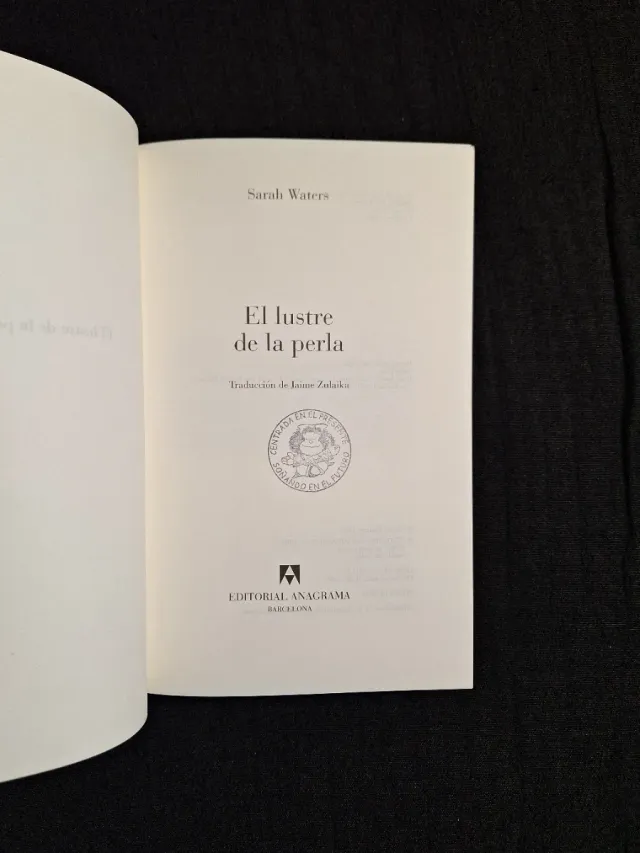 Sarah Waters
El lustre
de la perla
Traducción de Jaime Zulaika
CENTRADA EN EL PRESENTE
SOÑANDO EN EL FUTURO
EDITORIAL ANAGRAMA
BARCELONA